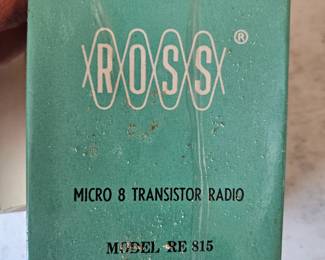 ROSS®
MICRO 8 TRANSISTOR RADIO
MODEL RE 815